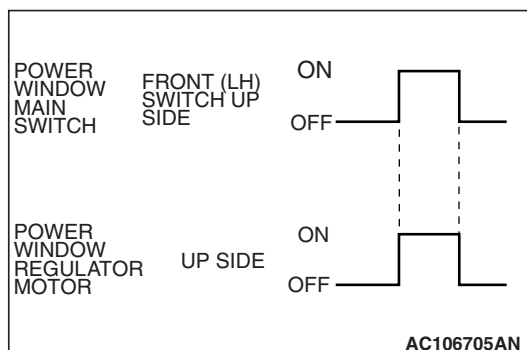 POWER
WINDOW
MAIN
SWITCH
FRONT (LH)
SWITCH UP
SIDE
ON
OFF
POWER
WINDOW
REGULATOR
MOTOR
UP SIDE
ON
OFF
AC106705AN